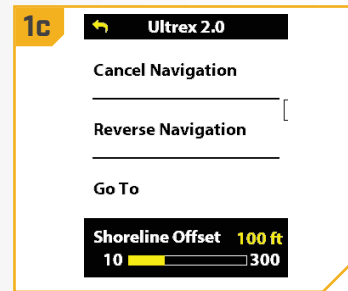 1c
Ultrex 2.0
Cancel Navigation
Reverse Navigation
Go To
Shoreline Offset 100 ft
10 300